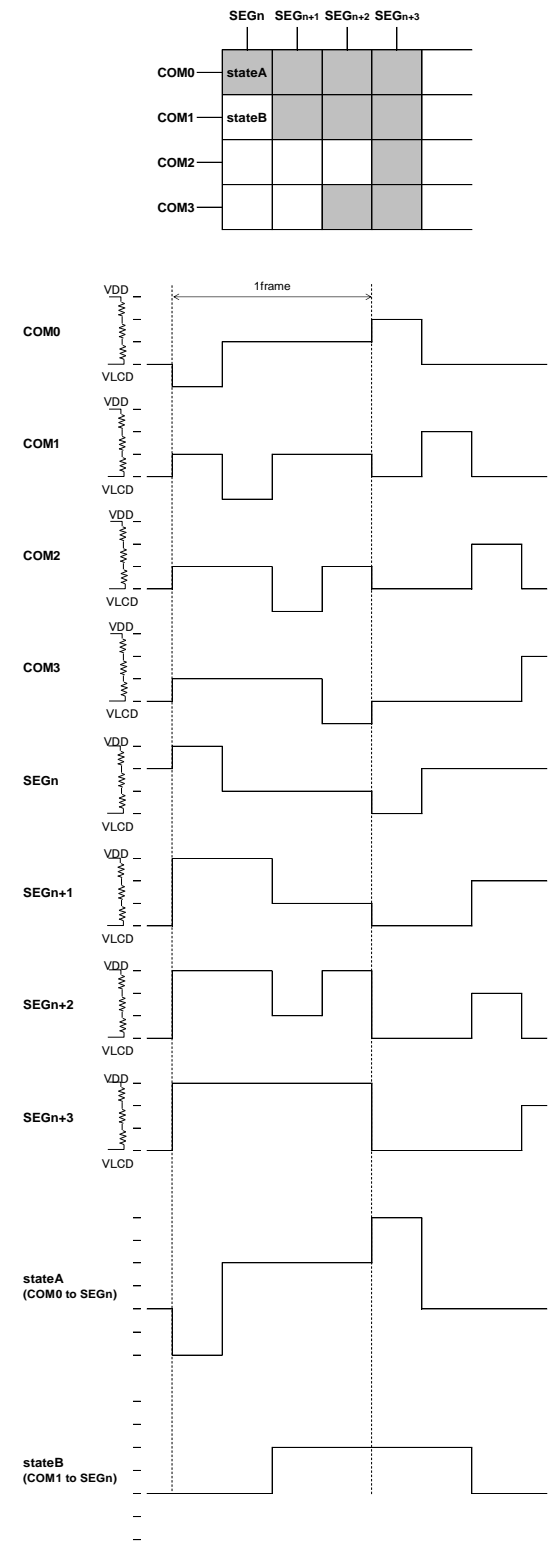 SEGn SEGn+1 SEGn+2 SEGn+3
COM0 stateA
COM1 stateB
COM2
COM3
VDD
1frame
COM0
VLCD
VDD
COM1
VLCD
VDD
COM2
VLCD
VDD
COM3
VLCD
VDD
SEGn
VLCD
VDD
SEGn+1
VLCD
VDD
SEGn+2
VLCD
VDD
SEGn+3
VLCD
stateA
(COM0 to SEGn)
stateB
(COM1 to SEGn)